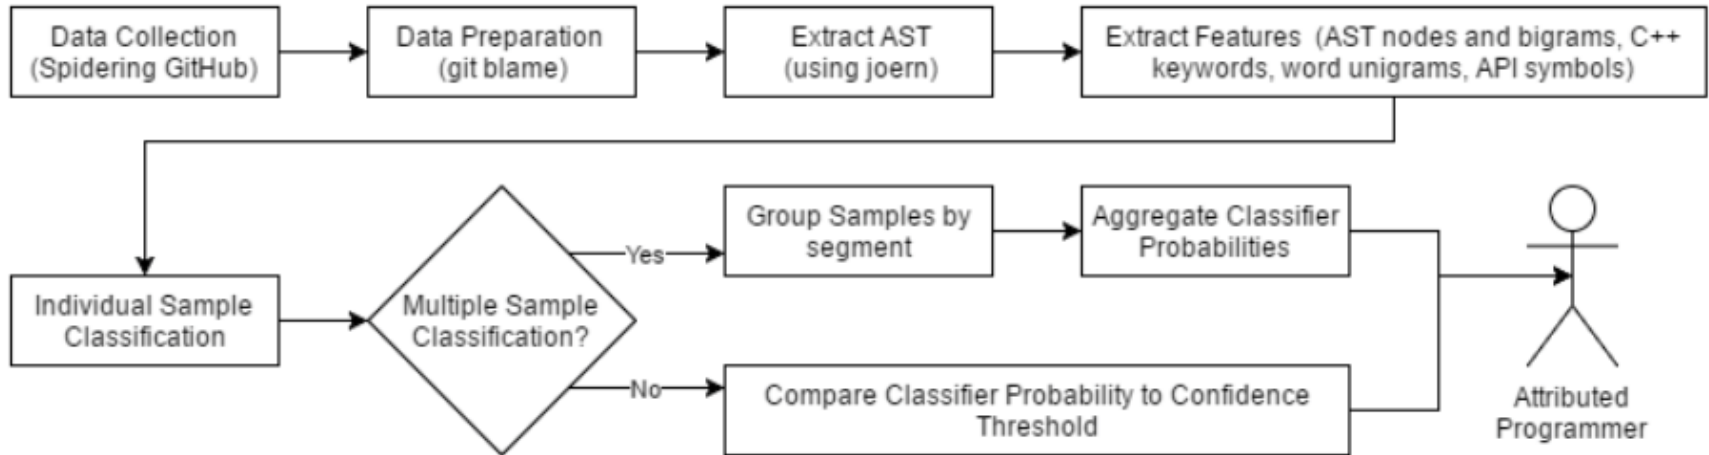 Data Collection
(Spidering GitHub)
Data Preparation
(git blame)
Extract AST
(using joern)
Extract Features (AST nodes and bigrams, C++
keywords, word unigrams, API symbols)
Individual Sample
Classification
Multiple Sample
Classification?
Yes
Group Samples by
segment
Aggregate Classifier
Probabilities
No
Compare Classifier Probability to Confidence
Threshold
Attributed
Programmer